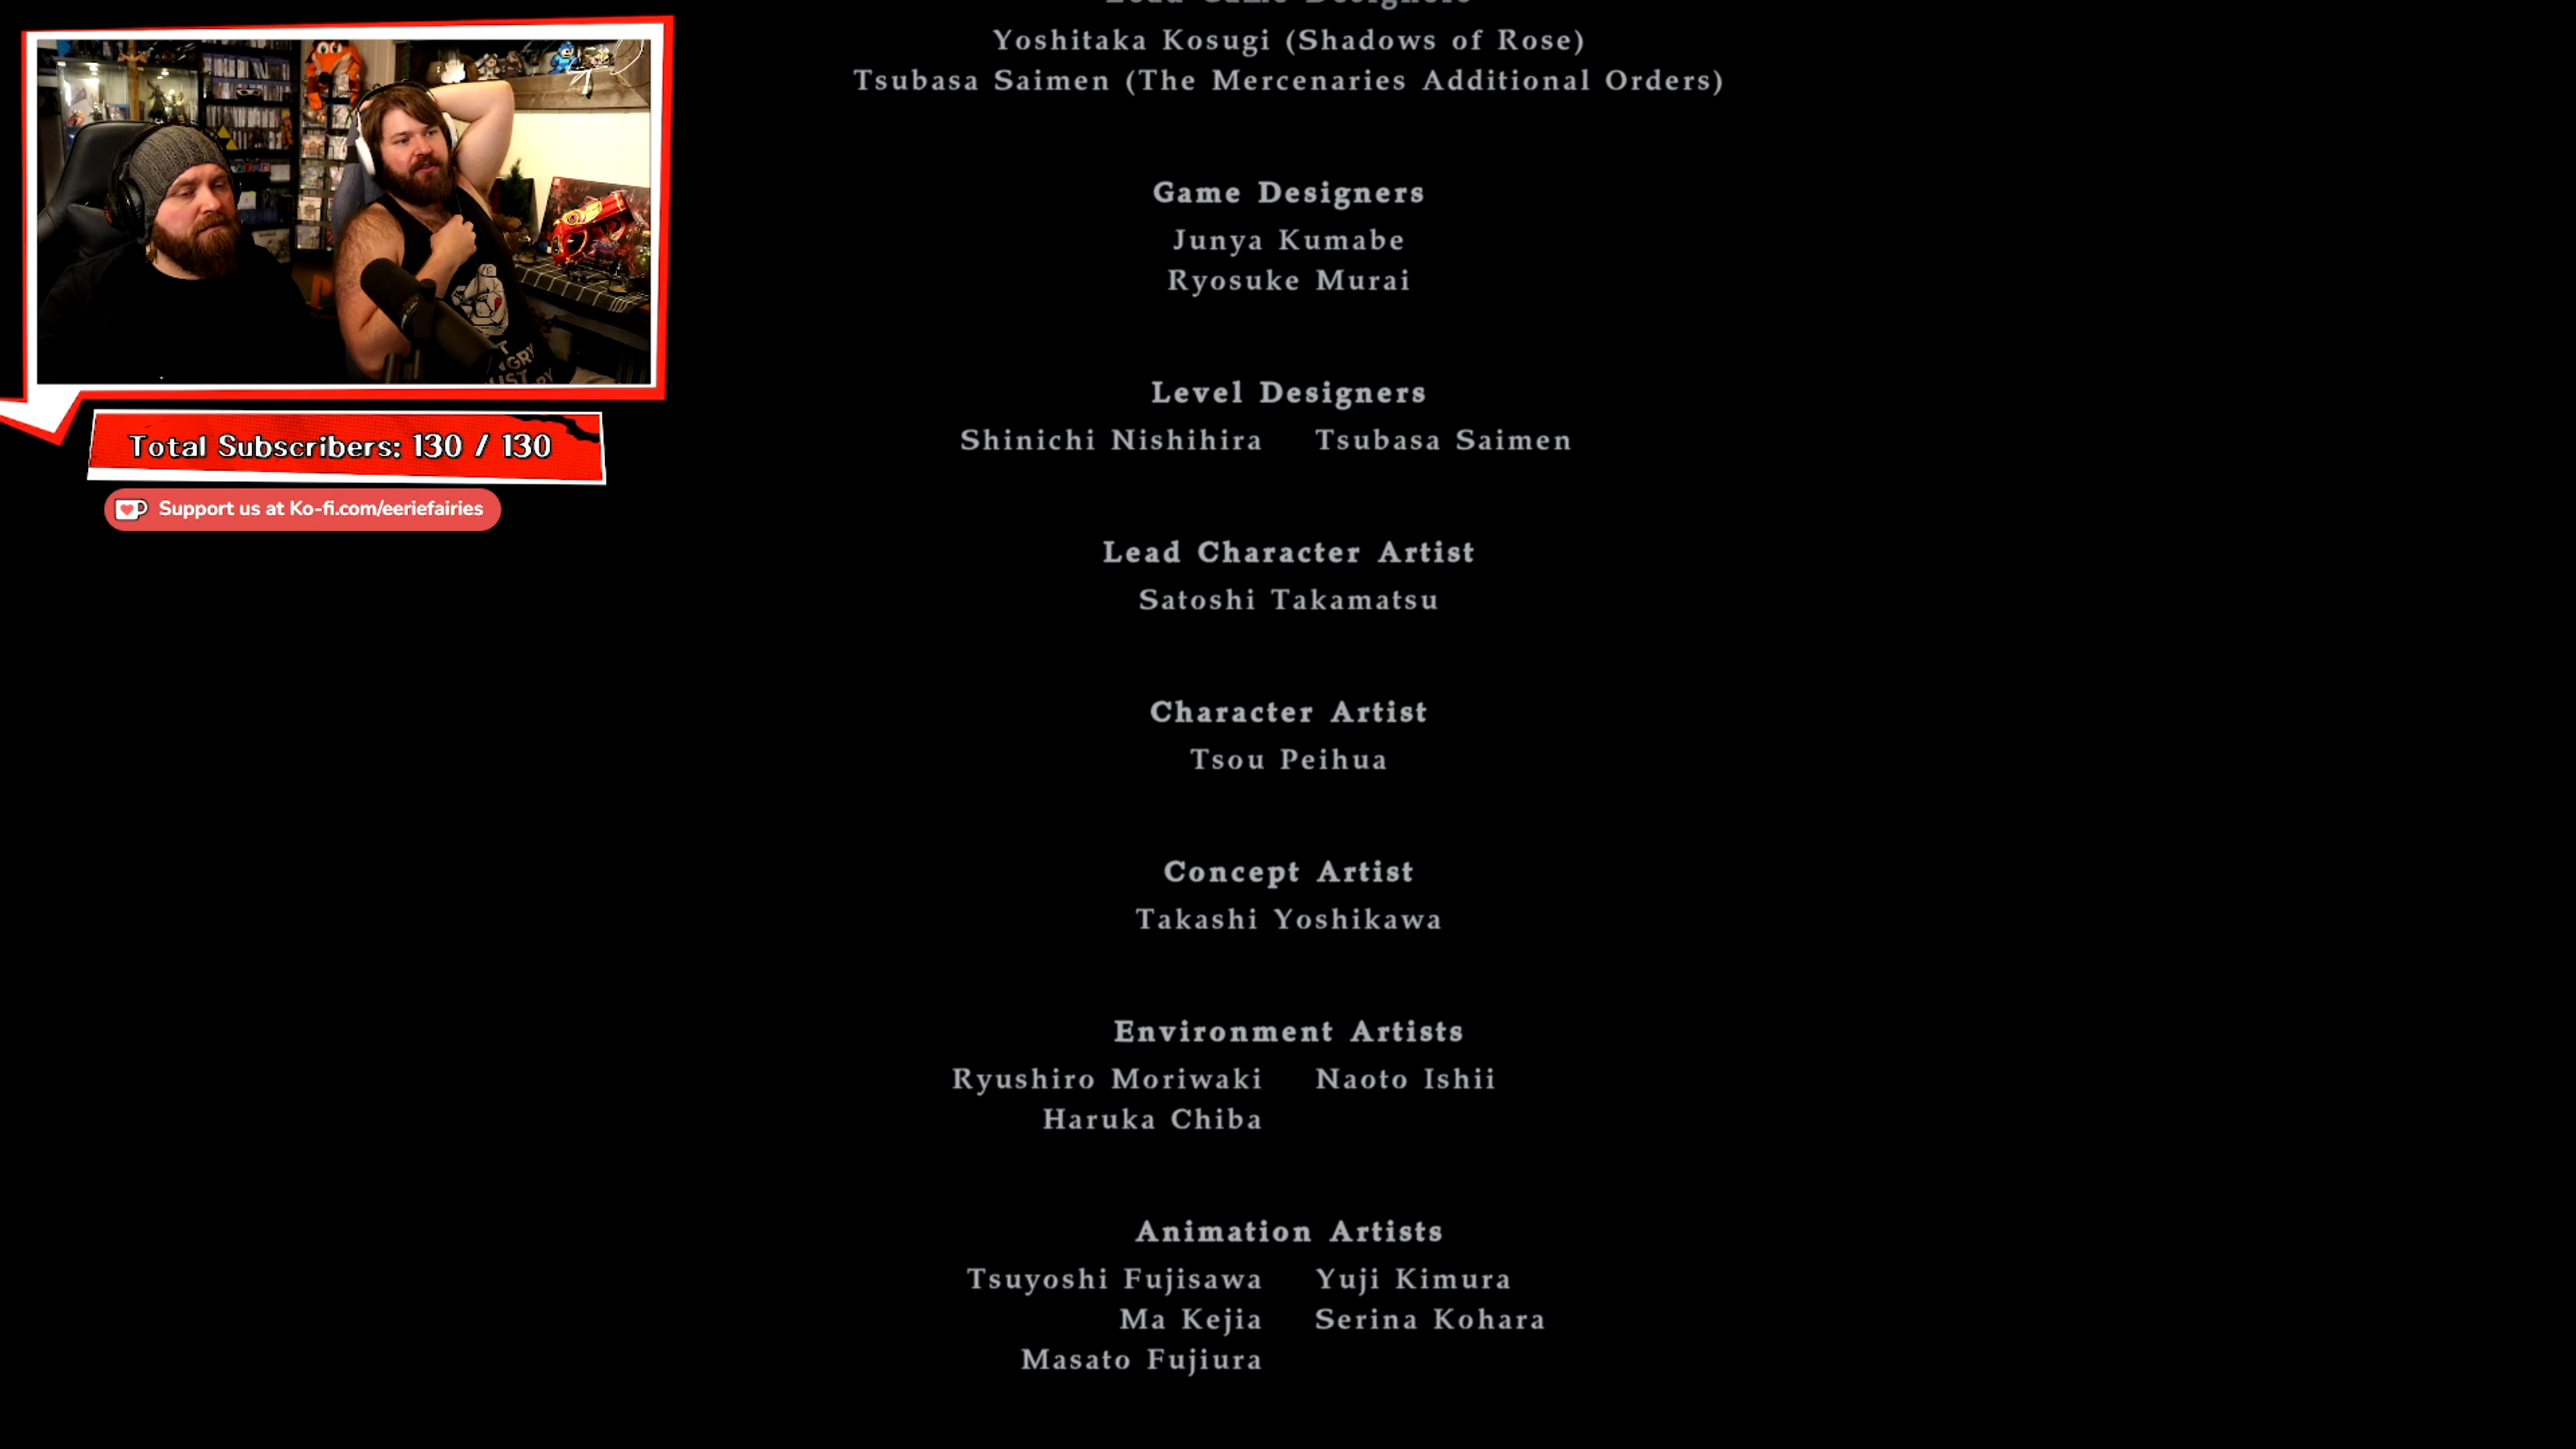 Lead Game Designers
Yoshitaka Kosugi (Shadows of Rose)
Tsubasa Saimen (The Mercenaries Additional Orders)
Game Designers
Junya Kumabe
Ryosuke Murai
Level Designers
Shinichi Nishihira Tsubasa Saimen
Lead Character Artist
Satoshi Takamatsu
Character Artist
Tsou Peihua
Concept Artist
Takashi Yoshikawa
Environment Artists
Ryushiro Moriwaki Naoto Ishii
Haruka Chiba
Animation Artists
Tsuyoshi Fujisawa Yuji Kimura
Ma Kejia Serina Kohara
Masato Fujiura
Total Subscribers: 130 / 130
Support us at Ko-fi.com/eeriefairies